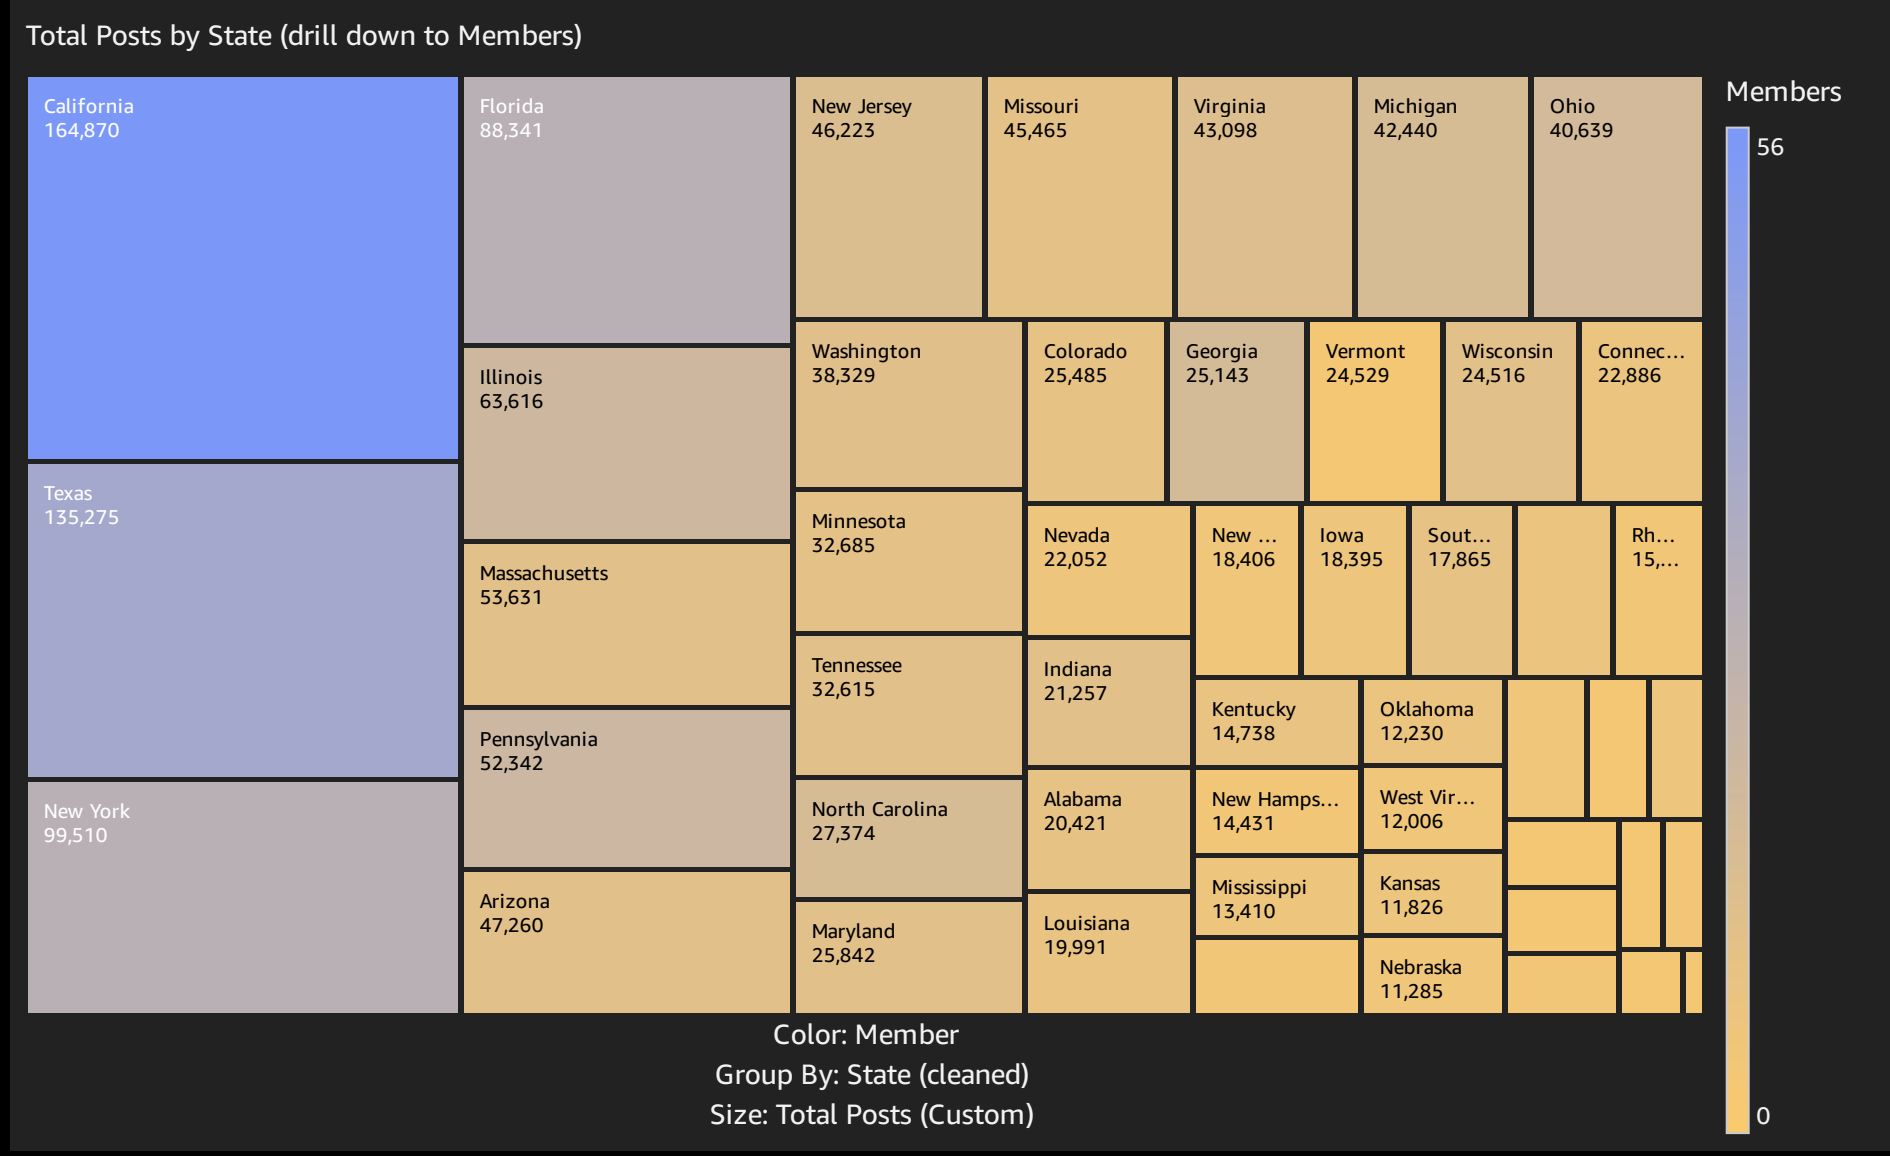 Total Posts by State (drill down to Members)
California
164,870
Texas
135,275
New York
99,510
Florida
88,341
Illinois
63,616
Massachusetts
53,631
Pennsylvania
52,342
Arizona
47,260
New Jersey
46,223
Missouri
45,465
Virginia
43,098
Michigan
42,440
Ohio
40,639
Washington
38,329
Minnesota
32,685
Tennessee
32,615
North Carolina
27,374
Maryland
25,842
Colorado
25,485
Georgia
25,143
Vermont
24,529
Wisconsin
24,516
Connec...
22,886
Nevada
22,052
Indiana
21,257
Alabama
20,421
Louisiana
19,991
New ...
18,406
Iowa
18,395
Sout...
17,865
Rh...
15,...
Kentucky
14,738
New Hamps...
14,431
Mississippi
13,410
Oklahoma
12,230
West Vir...
12,006
Kansas
11,826
Nebraska
11,285
Members
56
0
Color: Member
Group By: State (cleaned)
Size: Total Posts (Custom)